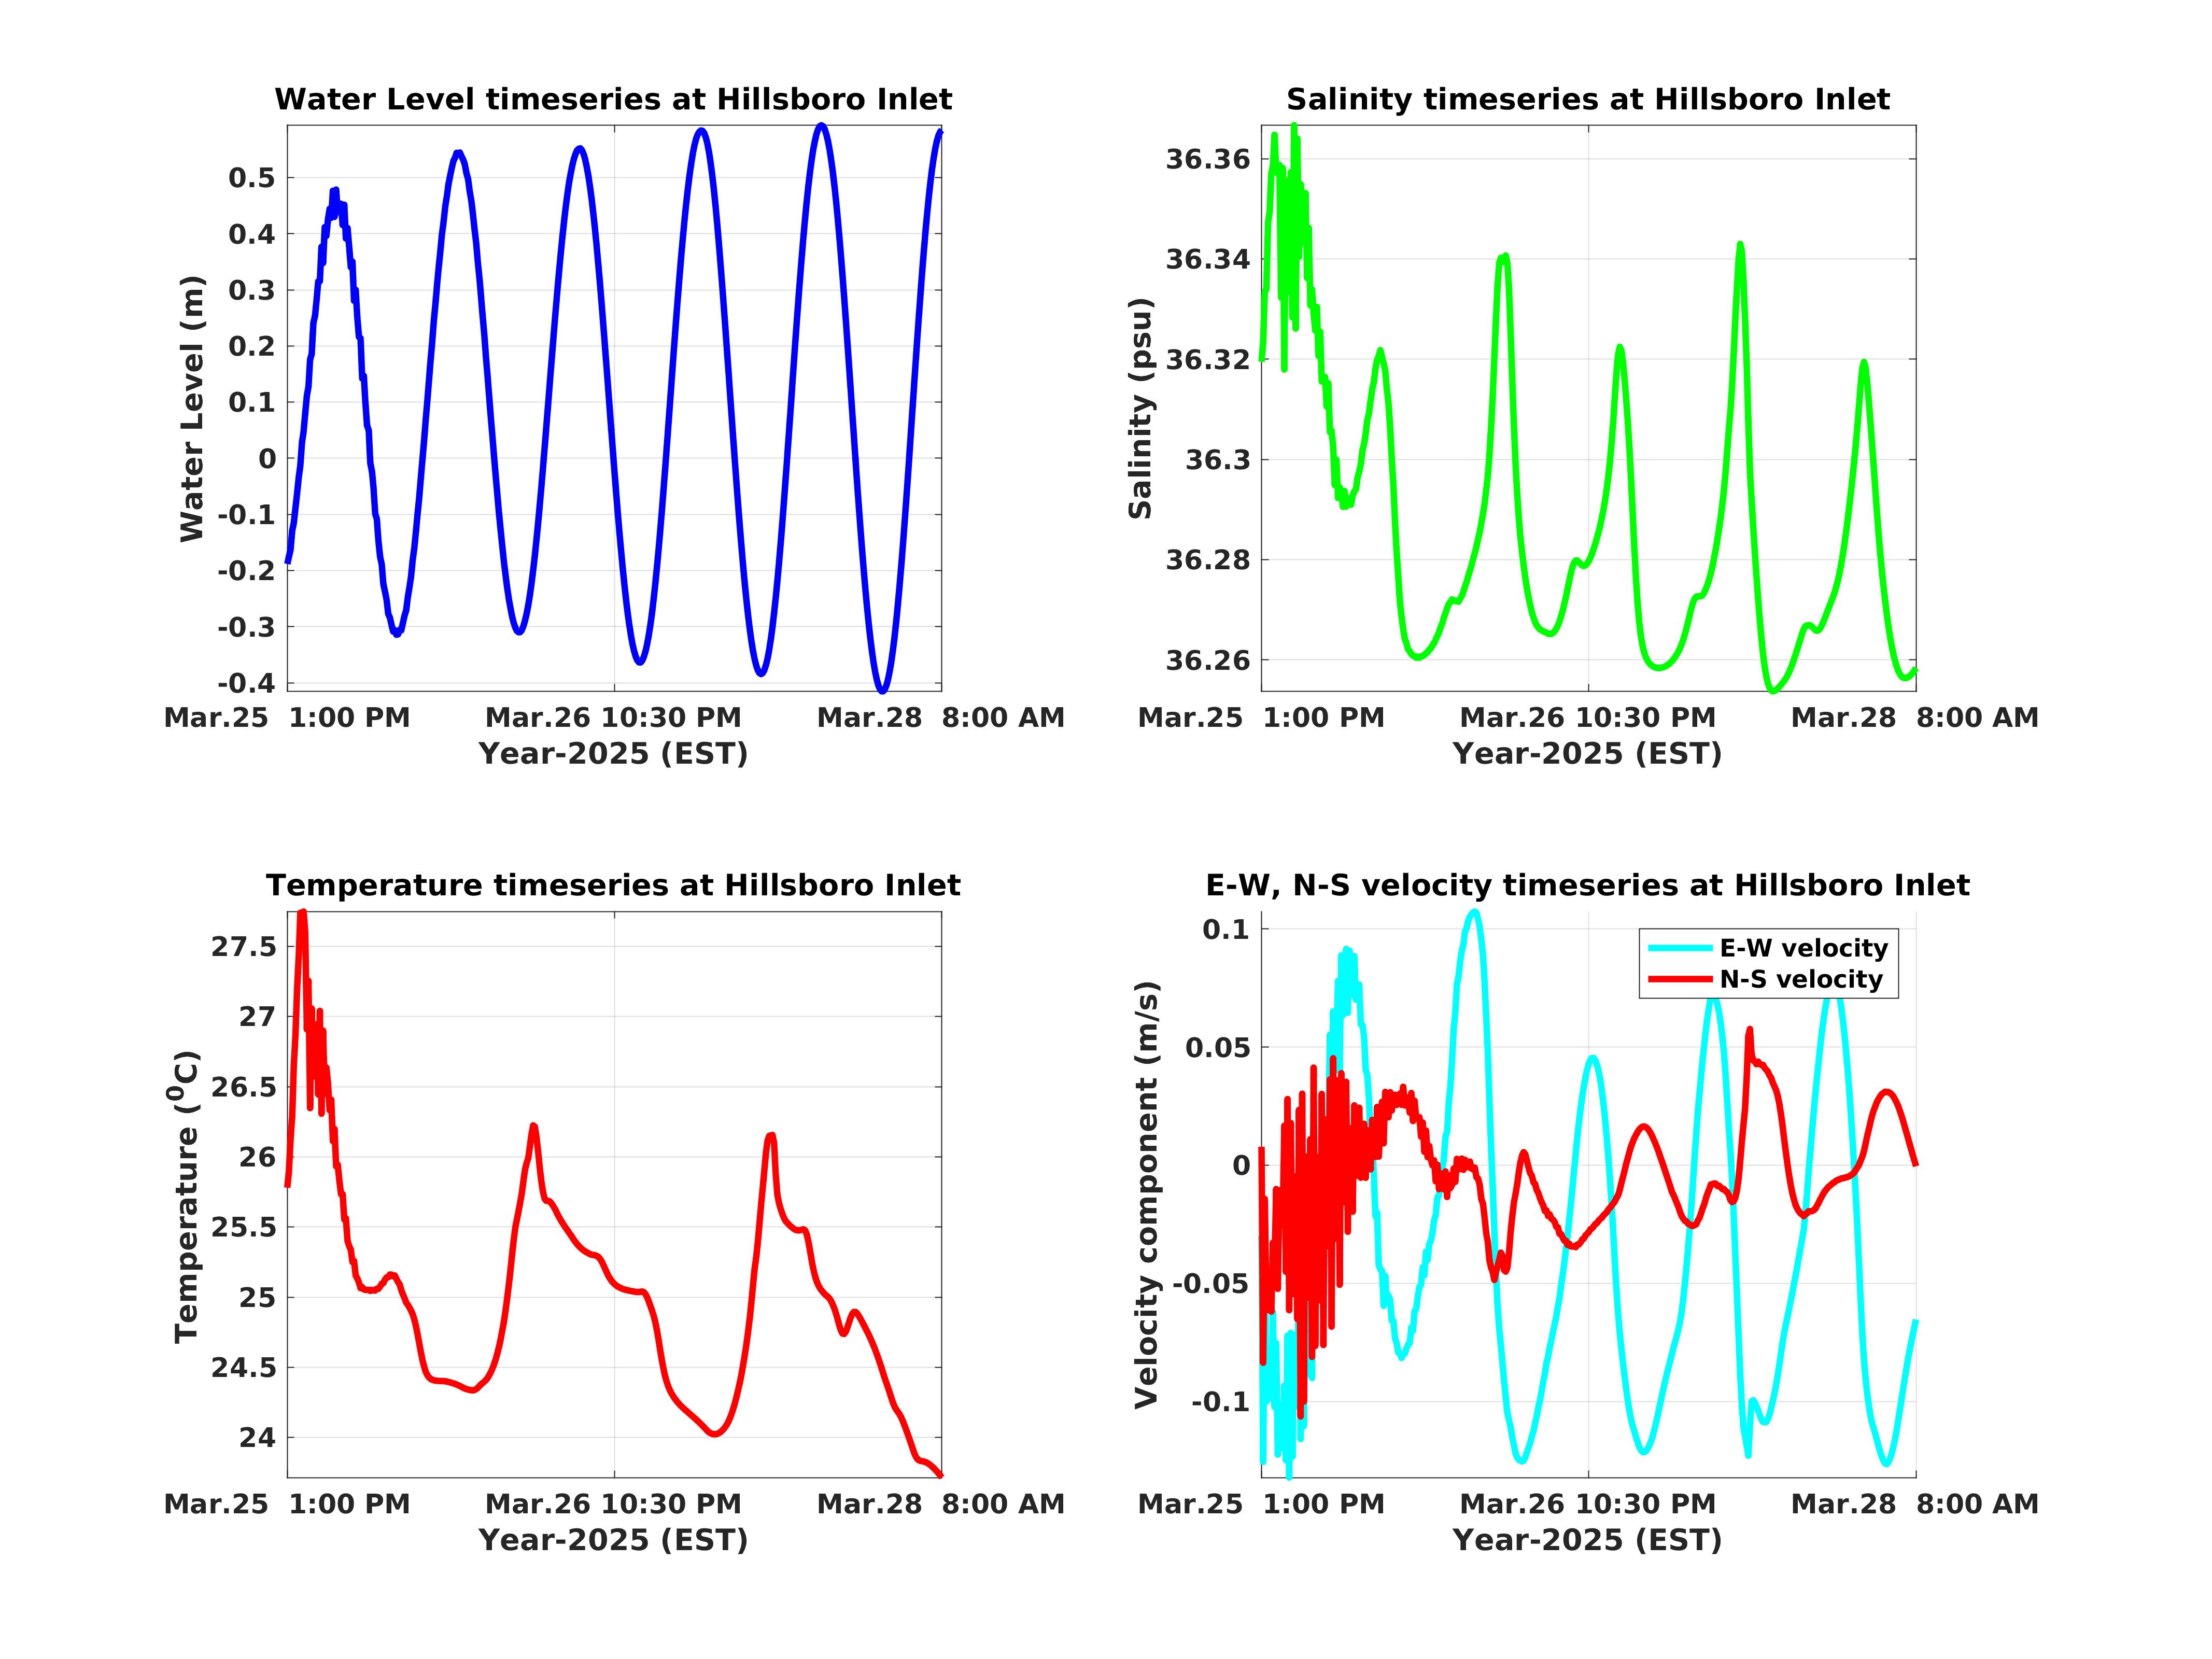 Water Level timeseries at Hillsboro Inlet
Water Level (m)
0.5
0.4
0.3
0.2
0.1
0
-0.1
-0.2
-0.3
-0.4
Mar.25 1:00 PM Mar.26 10:30 PM Mar.28 8:00 AM
Year-2025 (EST)
Salinity timeseries at Hillsboro Inlet
Salinity (psu)
36.36
36.34
36.32
36.3
36.28
36.26
Mar.25 1:00 PM Mar.26 10:30 PM Mar.28 8:00 AM
Year-2025 (EST)
Temperature timeseries at Hillsboro Inlet
Temperature (⁰C)
27.5
27
26.5
26
25.5
25
24.5
24
Mar.25 1:00 PM Mar.26 10:30 PM Mar.28 8:00 AM
Year-2025 (EST)
E-W, N-S velocity timeseries at Hillsboro Inlet
Velocity component (m/s)
0.1
0.05
0
-0.05
-0.1
E-W velocity
N-S velocity
Mar.25 1:00 PM Mar.26 10:30 PM Mar.28 8:00 AM
Year-2025 (EST)